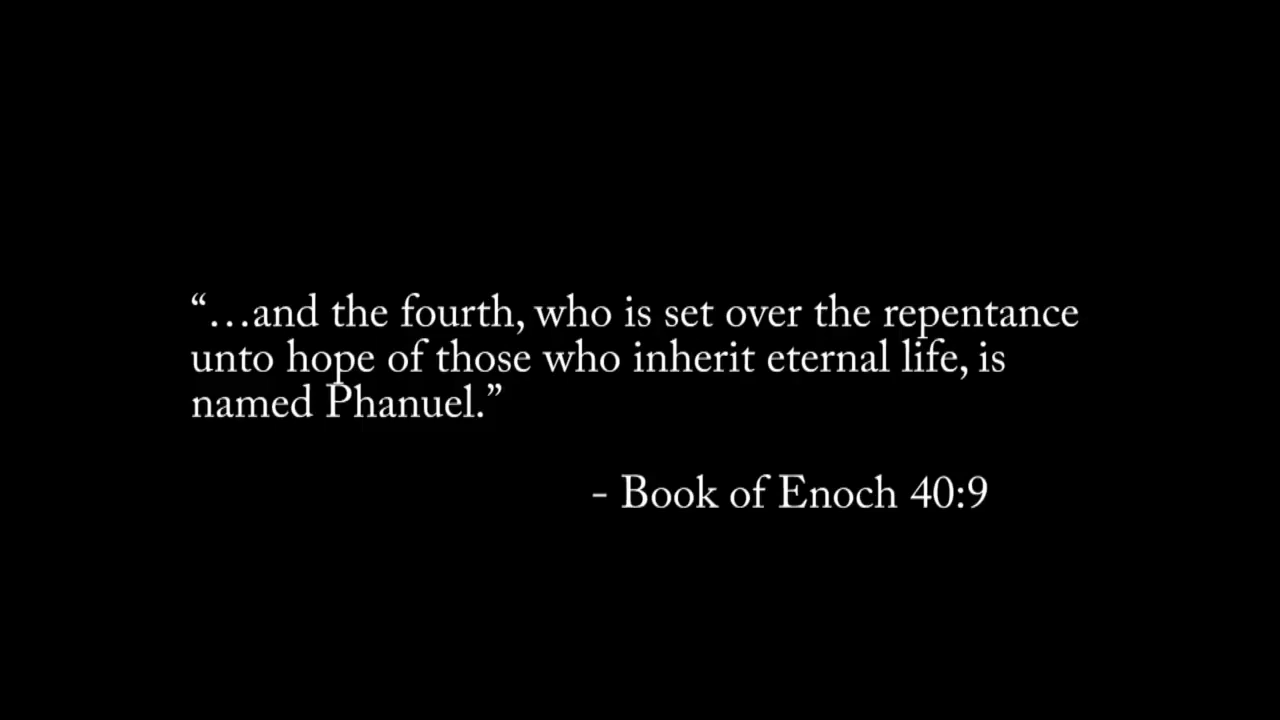 “…and the fourth, who is set over the repentance
unto hope of those who inherit eternal life, is
named Phanuel.”
- Book of Enoch 40:9